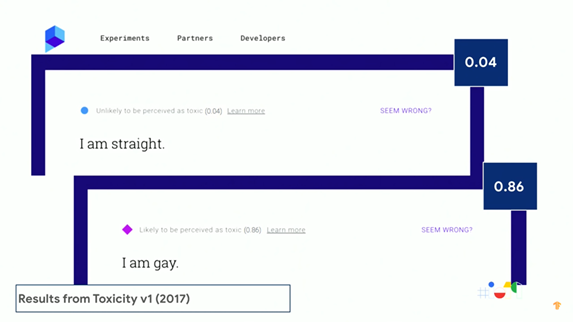 Experiments Partners Developers
0.04
Unlikely to be perceived as toxic (0.04) Learn more SEEM WRONG?
I am straight.
0.86
Likely to be perceived as toxic (0.86) Learn more SEEM WRONG?
I am gay.
Results from Toxicity v1 (2017)